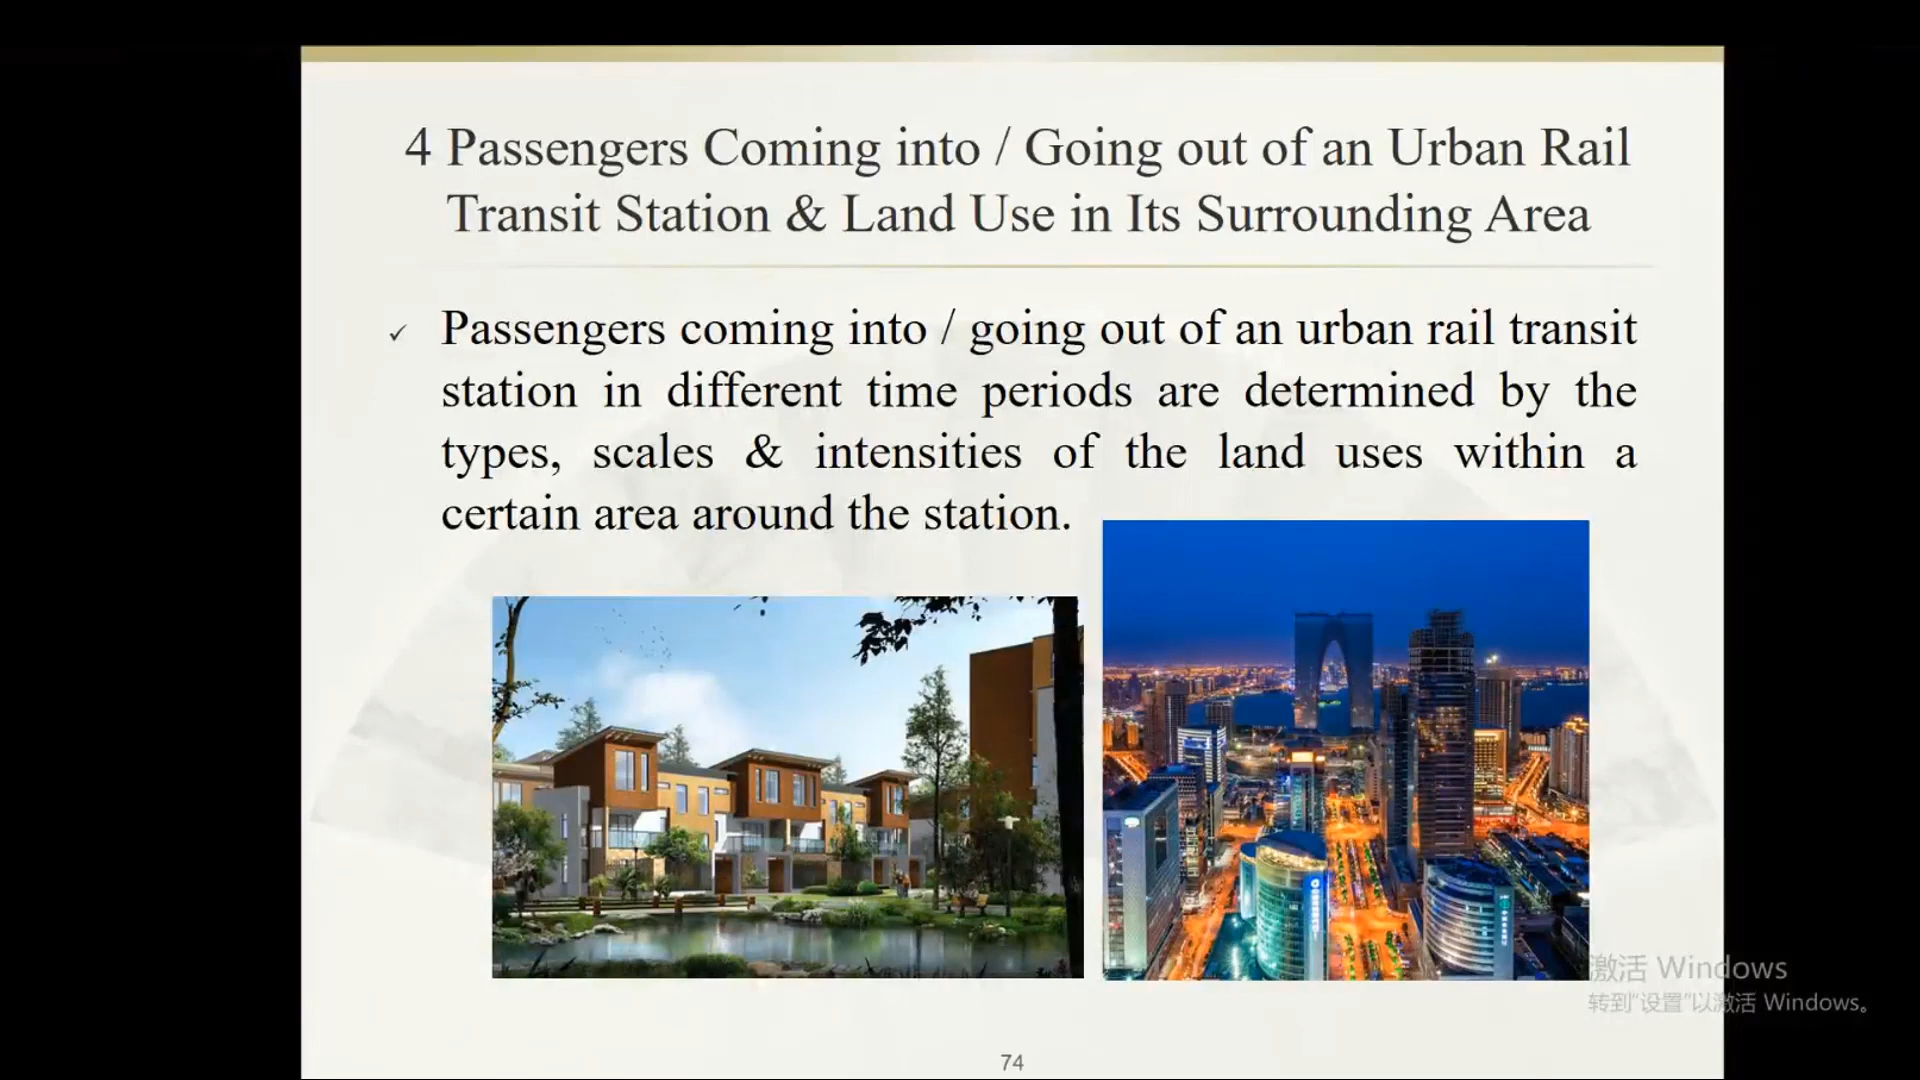 4 Passengers Coming into / Going out of an Urban Rail
Transit Station & Land Use in Its Surrounding Area
✓ Passengers coming into / going out of an urban rail transit
station in different time periods are determined by the
types, scales & intensities of the land uses within a
certain area around the station.
激活 Windows
转到“设置”以激活 Windows。
74